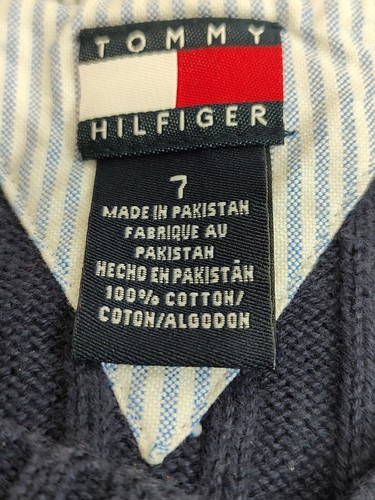 TOMMY
HILFIGER
7
MADE IN PAKISTAN
FABRIQUE AU
PAKISTAN
HECHO EN PAKISTÁN
100% COTTON/
COTON/ALGODON